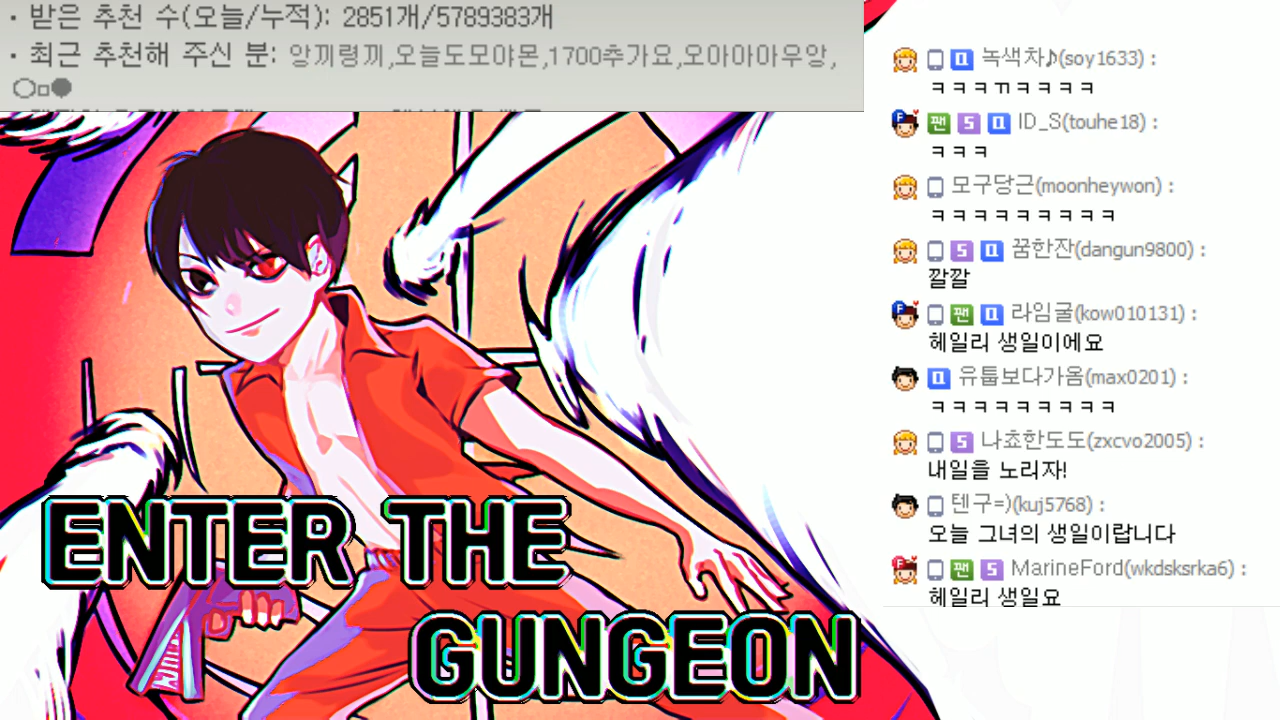 · 받은 추천 수(오늘/누적): 2851개/5789383개
· 최근 추천해 주신 분: 앙끼령끼,오늘도모야몬,1700추가요,오아아아우앙,
○□●
ENTER THE
GUNGEON
녹색차♪(soy1633) :
ㅋㅋㅋㄲㅋㅋㅋㅋ
팬 S ID_S(touhe18) :
ㅋㅋㅋ
모구당근(moonheywon) :
ㅋㅋㅋㅋㅋㅋㅋㅋㅋ
S 꿈한잔(dangun9800) :
깔깔
팬 라임굴(kow010131) :
헤일리 생일이에요
유튭보다가옴(max0201) :
ㅋㅋㅋㅋㅋㅋㅋㅋㅋ
S 나쵸한도도(zxcvo2005) :
내일을 노리자!
텐구=)(kuj5768) :
오늘 그녀의 생일이랍니다
팬 S MarineFord(wkdsksrka6) :
헤일리 생일요